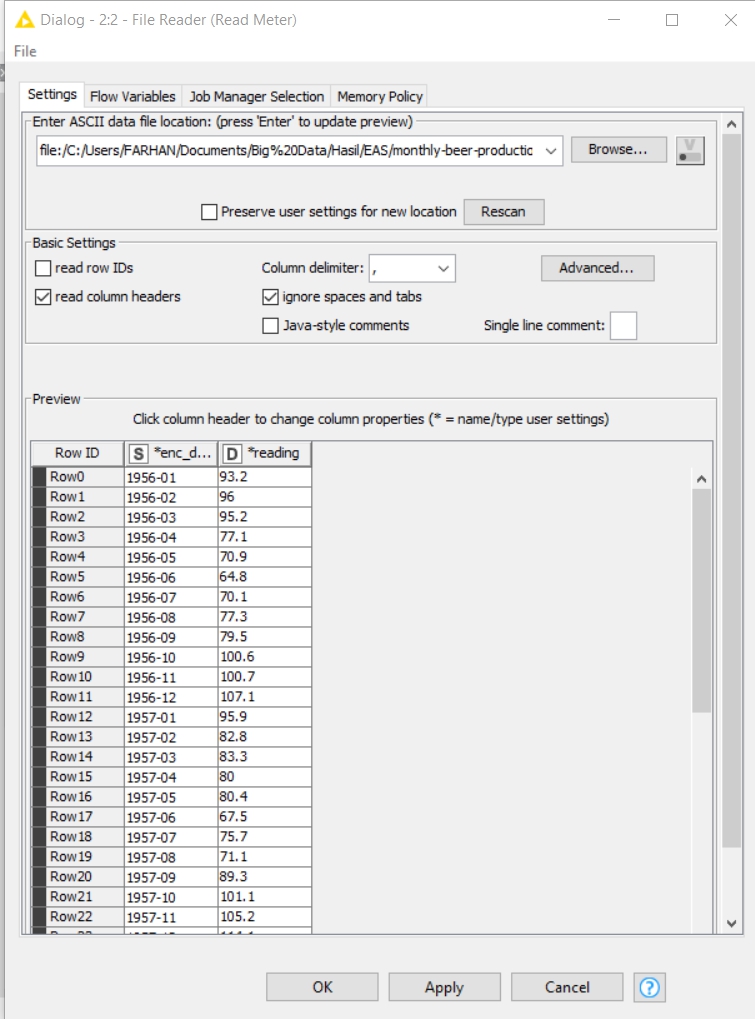 Dialog - 2:2 - File Reader (Read Meter)
File
Settings Flow Variables Job Manager Selection Memory Policy
Enter ASCII data file location: (press 'Enter' to update preview)
file:/C:/Users/FARHAN/Documents/Big%20Data/Hasil/EAS/monthly-beer-productic Browse... V
Preserve user settings for new location Rescan
Basic Settings
read row IDs Column delimiter: , Advanced...
read column headers ignore spaces and tabs
Java-style comments Single line comment:
Preview
Click column header to change column properties (* = name/type user settings)
Row ID S *enc_d... D *reading
Row0 1956-01 93.2
Row1 1956-02 96
Row2 1956-03 95.2
Row3 1956-04 77.1
Row4 1956-05 70.9
Row5 1956-06 64.8
Row6 1956-07 70.1
Row7 1956-08 77.3
Row8 1956-09 79.5
Row9 1956-10 100.6
Row10 1956-11 100.7
Row11 1956-12 107.1
Row12 1957-01 95.9
Row13 1957-02 82.8
Row14 1957-03 83.3
Row15 1957-04 80
Row16 1957-05 80.4
Row17 1957-06 67.5
Row18 1957-07 75.7
Row19 1957-08 71.1
Row20 1957-09 89.3
Row21 1957-10 101.1
Row22 1957-11 105.2
OK Apply Cancel ?